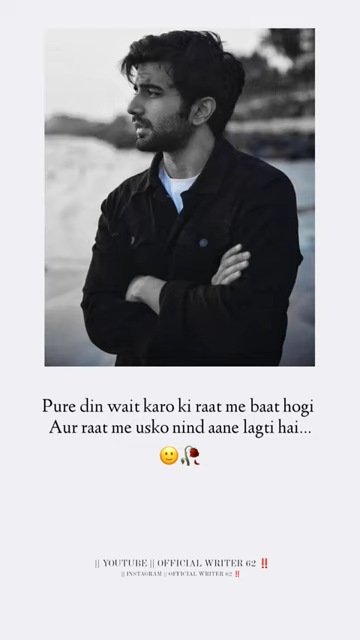 Pure din wait karo ki raat me baat hogi
Aur raat me usko nind aane lagti hai...
🙂🥀
|| YOUTUBE || OFFICIAL WRITER 62 ‼️
|| INSTAGRAM || OFFICIAL WRITER 62 ‼️